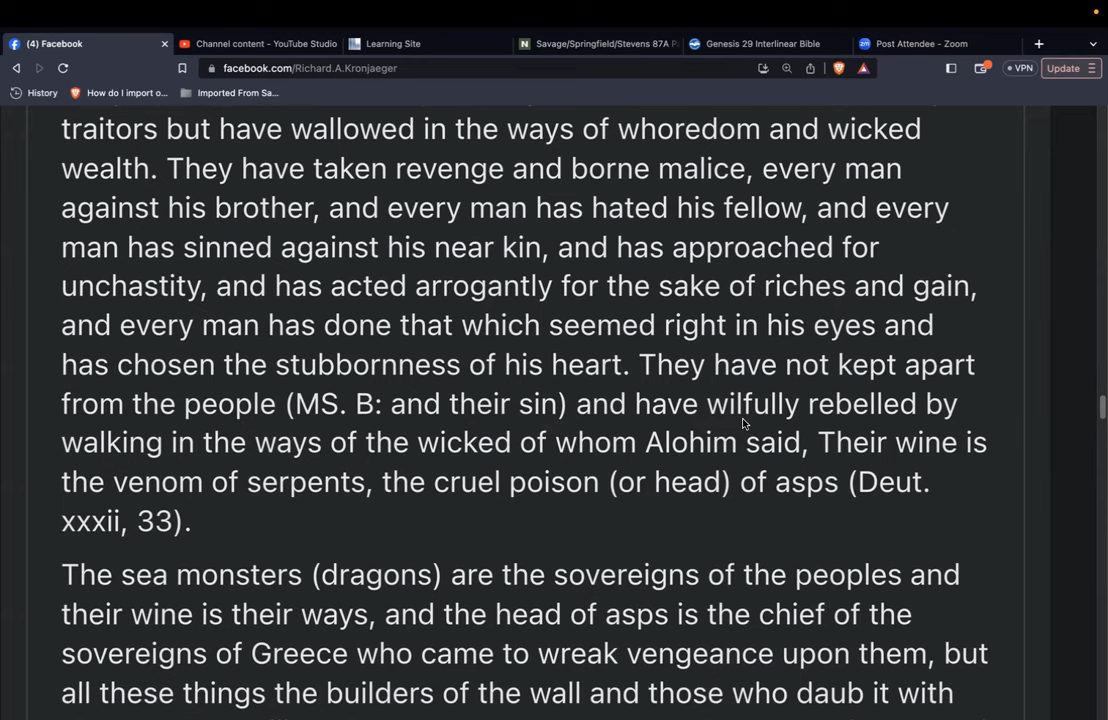 (4) Facebook
Channel content - YouTube Studio
Learning Site
Savage/Springfield/Stevens 87A P
Genesis 29 Interlinear Bible
Post Attendee - Zoom
facebook.com/Richard.A.Kronjaeger
VPN
Update
History
How do I import o...
Imported From Sa...
traitors but have wallowed in the ways of whoredom and wicked
wealth. They have taken revenge and borne malice, every man
against his brother, and every man has hated his fellow, and every
man has sinned against his near kin, and has approached for
unchastity, and has acted arrogantly for the sake of riches and gain,
and every man has done that which seemed right in his eyes and
has chosen the stubbornness of his heart. They have not kept apart
from the people (MS. B: and their sin) and have wilfully rebelled by
walking in the ways of the wicked of whom Alohim said, Their wine is
the venom of serpents, the cruel poison (or head) of asps (Deut.
xxxii, 33).
The sea monsters (dragons) are the sovereigns of the peoples and
their wine is their ways, and the head of asps is the chief of the
sovereigns of Greece who came to wreak vengeance upon them, but
all these things the builders of the wall and those who daub it with